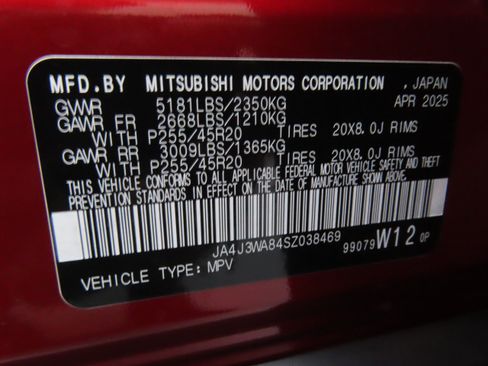 MFD.BY MITSUBISHI MOTORS CORPORATION , JAPAN
GVWR 5181LBS/2350KG APR 2025
GAWR FR 2668LBS/1210KG
WITH P255/45R20 TIRES 20X8.0J RIMS
GAWR RR 3009LBS/1365KG
WITH P255/45R20 TIRES 20X8.0J RIMS
THIS VEHICLE CONFORMS TO ALL APPLICABLE FEDERAL MOTOR VEHICLE SAFETY AND THEFT
PREVENTION STANDARDS IN EFFECT ON THE DATE OF MANUFACTURE SHOWN ABOVE.
JA4J3WA84SZ038469
99079 W12 0P
VEHICLE TYPE: MPV